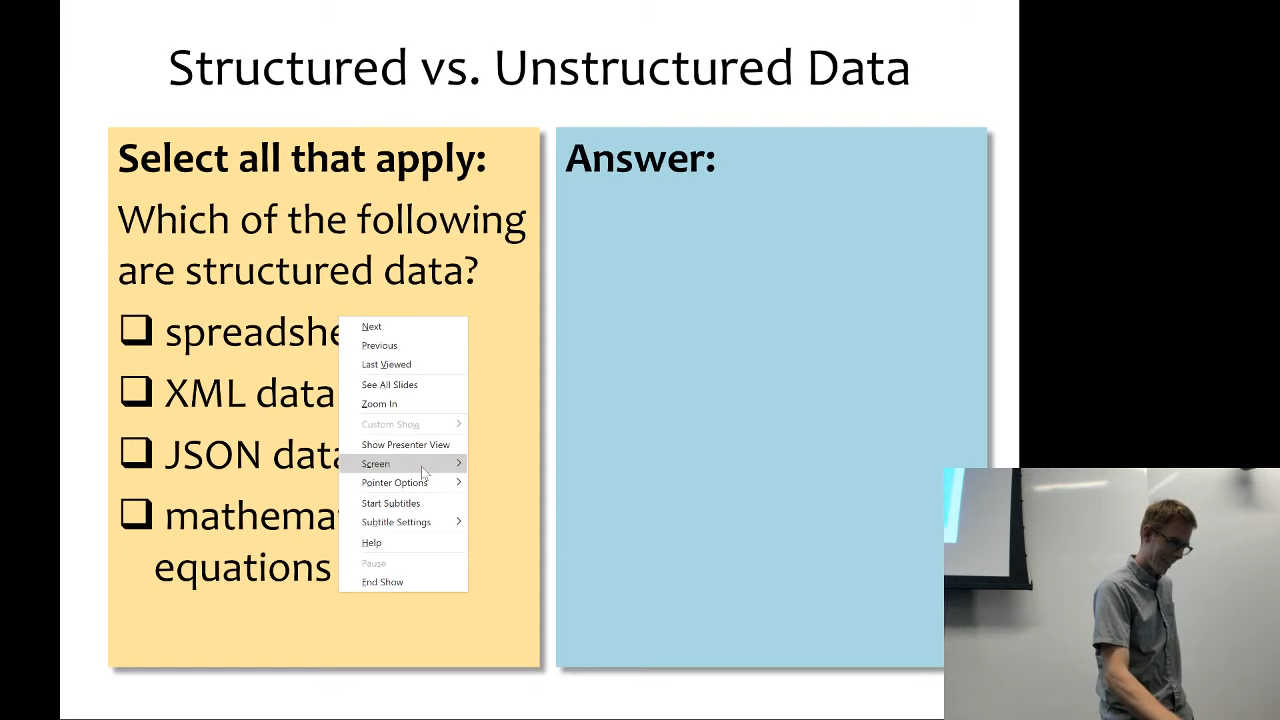 Structured vs. Unstructured Data
Select all that apply:
Which of the following
are structured data?
❑ spreadshe
❑ XML data
❑ JSON data
❑ mathema
equations
Next
Previous
Last Viewed
See All Slides
Zoom In
Custom Show
Show Presenter View
Screen
Pointer Options
Start Subtitles
Subtitle Settings
Help
Pause
End Show
Answer: